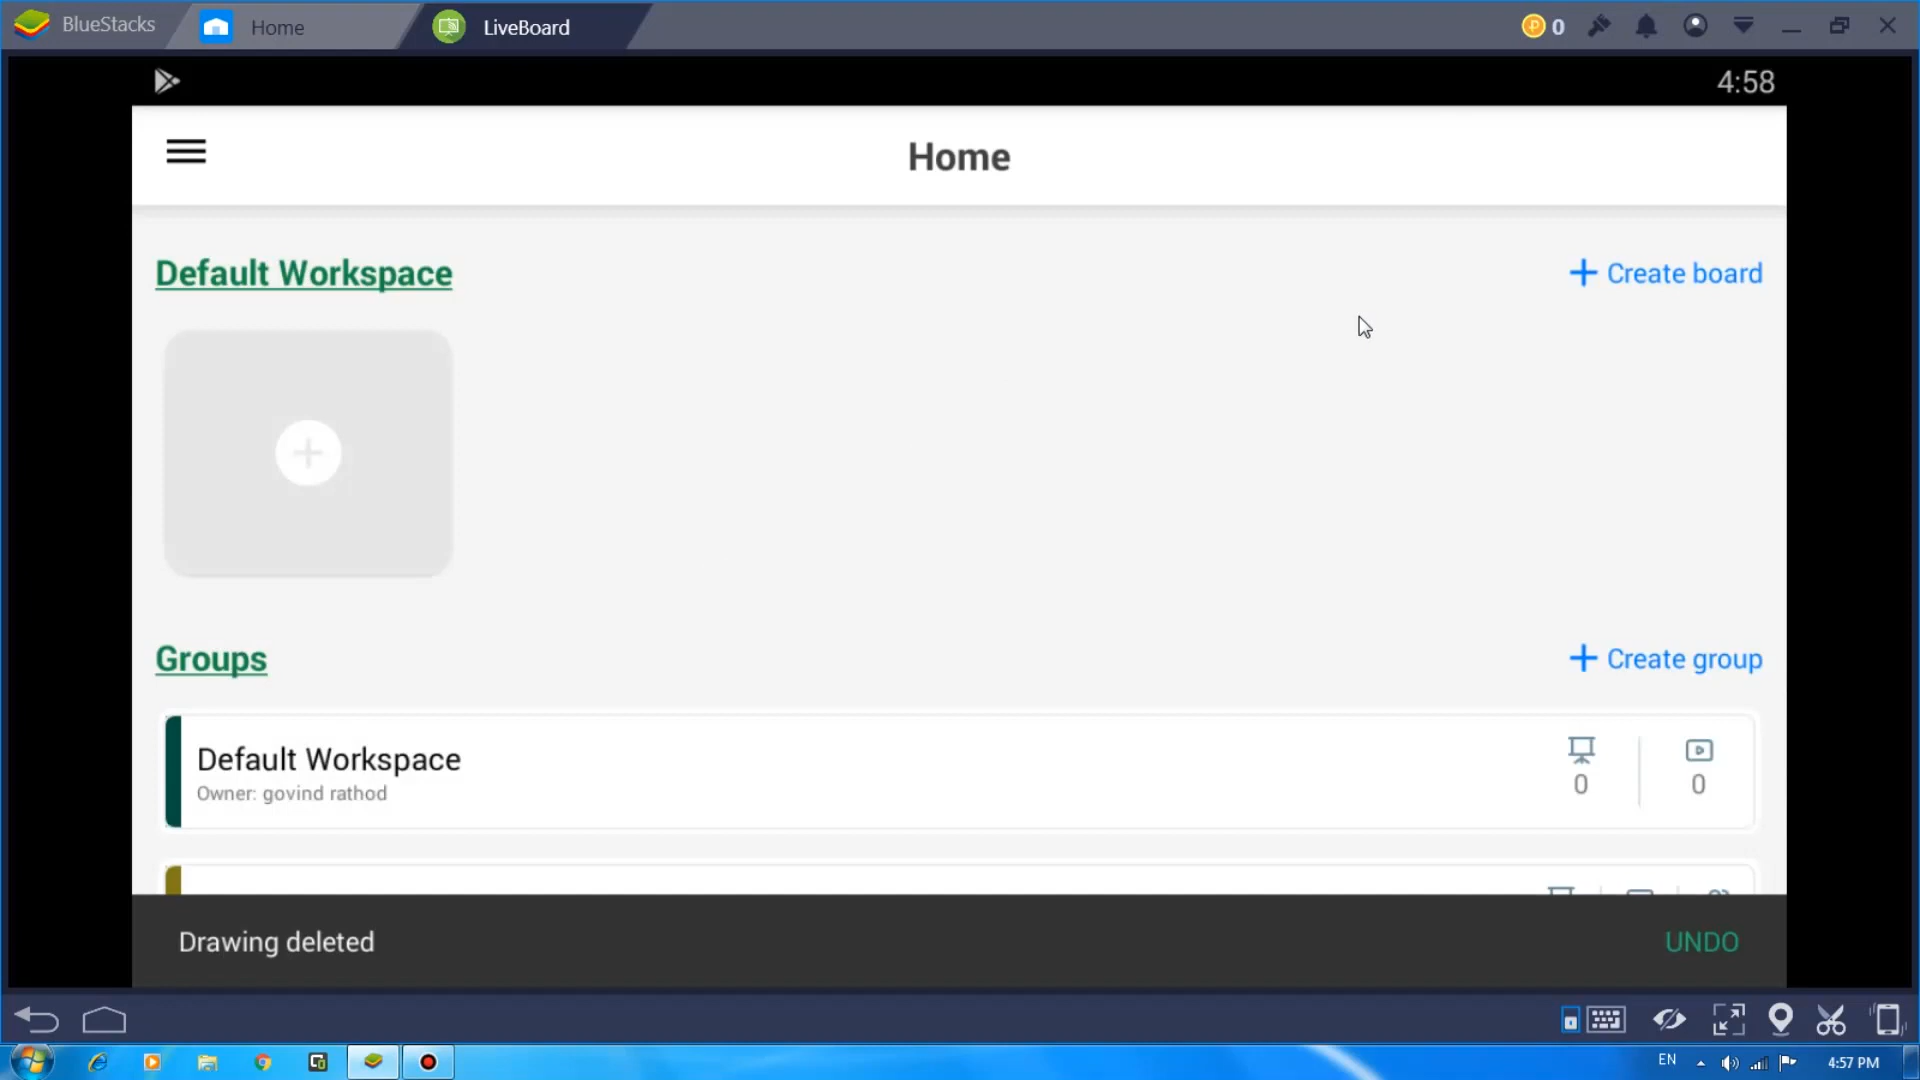 BlueStacks
Home
LiveBoard
0
4:58
Home
Default Workspace
+ Create board
Groups
+ Create group
Default Workspace
Owner: govind rathod
0
0
Drawing deleted
UNDO
EN
4:57 PM